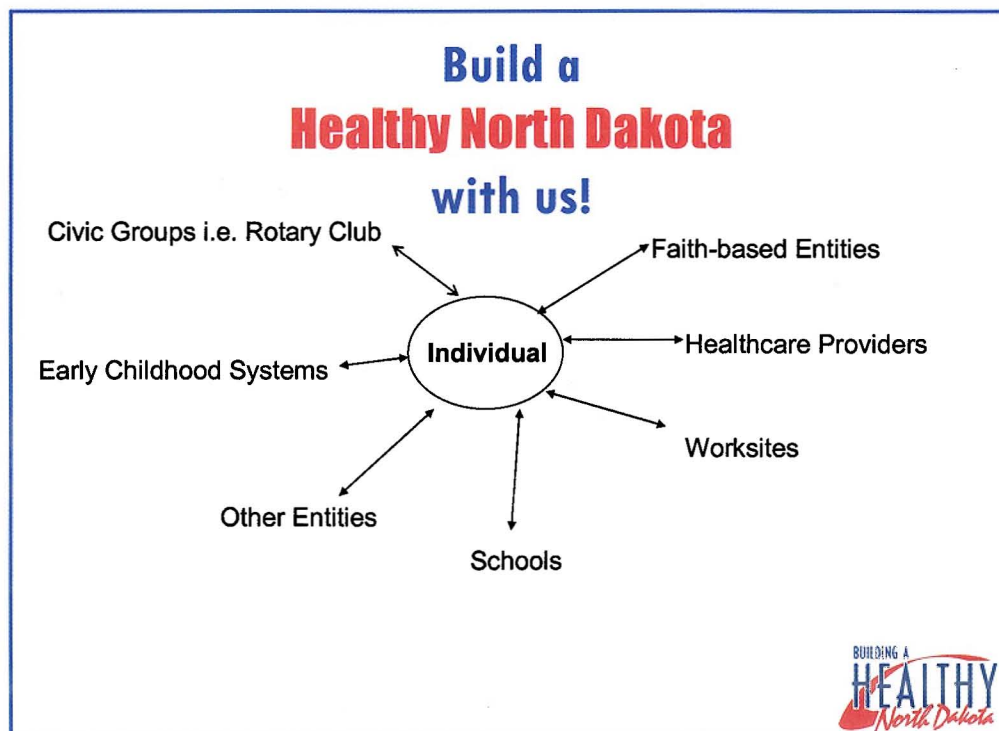 Build a
Healthy North Dakota
with us!
Civic Groups i.e. Rotary Club
Faith-based Entities
Individual
Healthcare Providers
Early Childhood Systems
Worksites
Other Entities
Schools
BUILDING A
HEALTHY
North Dakota